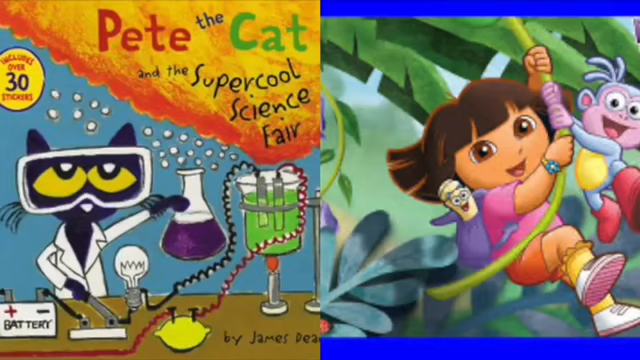 Pete the Cat
and the Supercool
Science
Fair
INCLUDES
OVER
30
STICKERS
+ -
BATTERY
by James Dea